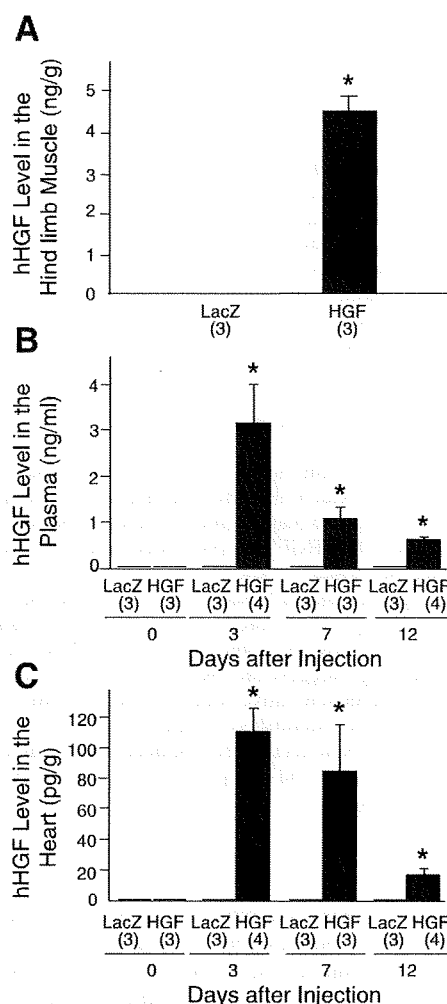 A
hHGF Level in the
Hind limb Muscle (ng/g)
5
4
3
2
1
0
*
LacZ HGF
(3) (3)
B
hHGF Level in the
Plasma (ng/ml)
4
3
2
1
0
* * *
LacZ HGF LacZ HGF LacZ HGF LacZ HGF
(3) (3) (3) (4) (3) (3) (3) (4)
0 3 7 12
Days after Injection
C
hHGF Level in the
Heart (pg/g)
120
100
80
60
40
20
0
* * *
LacZ HGF LacZ HGF LacZ HGF LacZ HGF
(3) (3) (3) (4) (3) (3) (3) (4)
0 3 7 12
Days after Injection